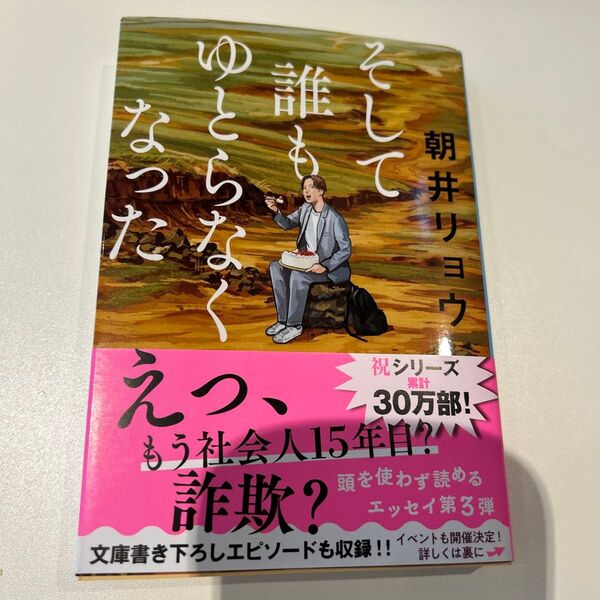 そして
誰も
ゆとらなく
なった
朝井リョウ
祝シリーズ
累計
30万部!
えっ、
もう社会人15年目?
詐欺?
頭を使わず読める
エッセイ第3弾
文庫書き下ろしエピソードも収録!!
イベントも開催決定!
詳しくは裏に→